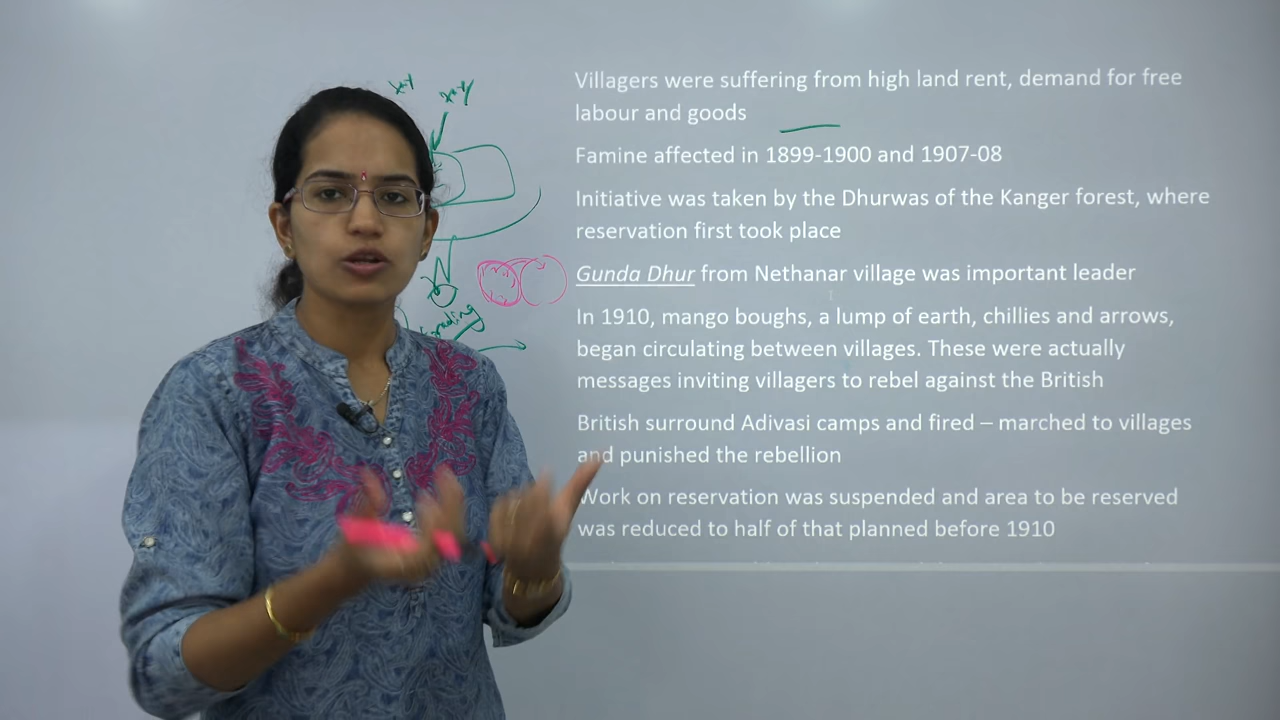 x+y
x+y
Villagers were suffering from high land rent, demand for free
labour and goods
Famine affected in 1899-1900 and 1907-08
Initiative was taken by the Dhurwas of the Kanger forest, where
reservation first took place
Gunda Dhur from Nethanar village was important leader
In 1910, mango boughs, a lump of earth, chillies and arrows,
began circulating between villages. These were actually
messages inviting villagers to rebel against the British
British surround Adivasi camps and fired – marched to villages
and punished the rebellion
Work on reservation was suspended and area to be reserved
was reduced to half of that planned before 1910